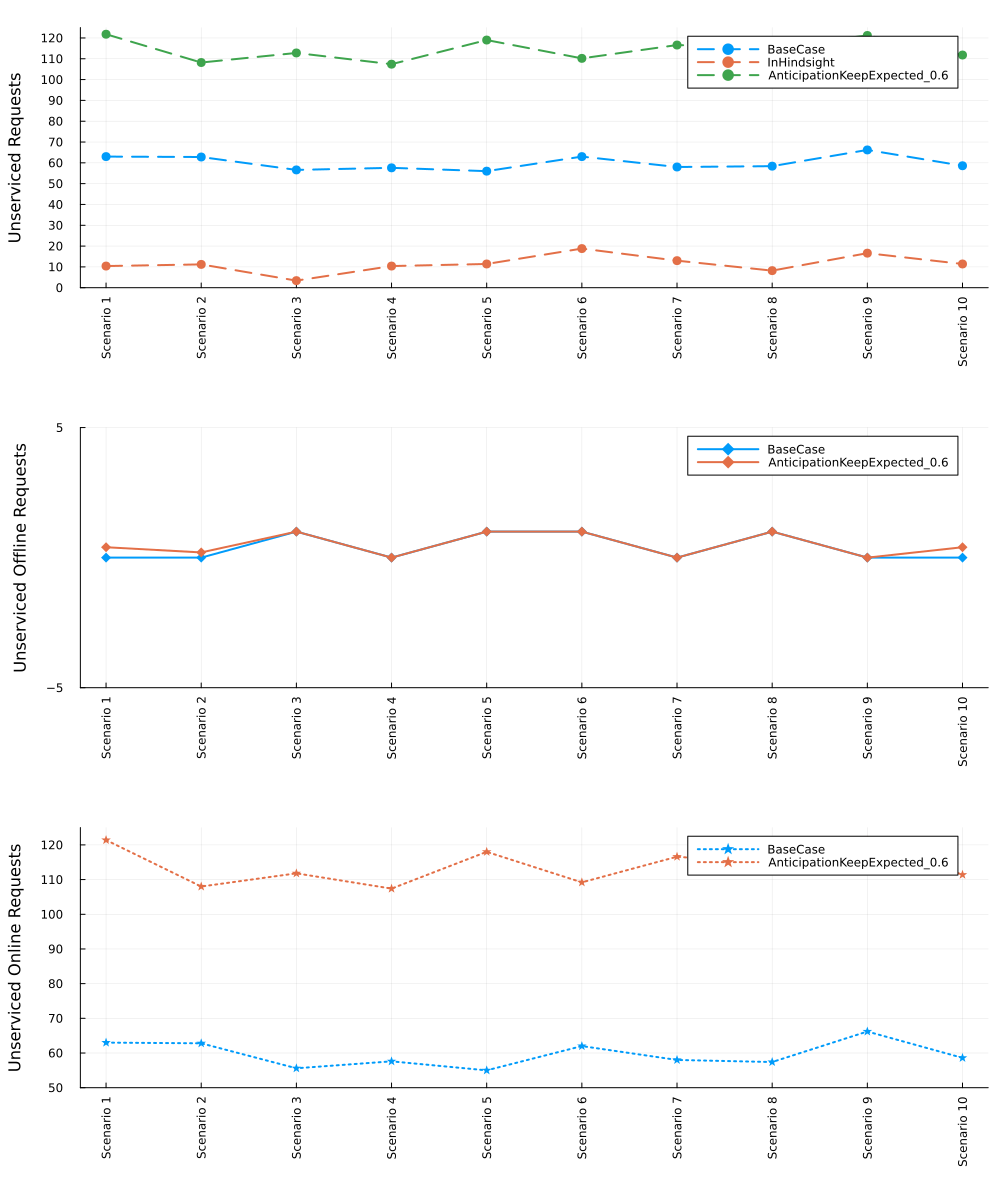 Unserviced Requests
120
110
100
90
80
70
60
50
40
30
20
10
0
BaseCase
InHindsight
AnticipationKeepExpected_0.6
Scenario 1
Scenario 2
Scenario 3
Scenario 4
Scenario 5
Scenario 6
Scenario 7
Scenario 8
Scenario 9
Scenario 10
Unserviced Offline Requests
5
−5
BaseCase
AnticipationKeepExpected_0.6
Scenario 1
Scenario 2
Scenario 3
Scenario 4
Scenario 5
Scenario 6
Scenario 7
Scenario 8
Scenario 9
Scenario 10
Unserviced Online Requests
120
110
100
90
80
70
60
50
BaseCase
AnticipationKeepExpected_0.6
Scenario 1
Scenario 2
Scenario 3
Scenario 4
Scenario 5
Scenario 6
Scenario 7
Scenario 8
Scenario 9
Scenario 10